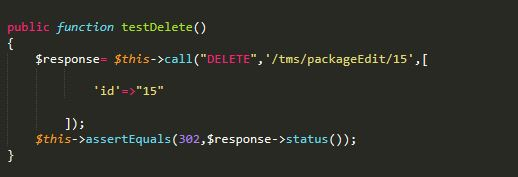 public function testDelete()
{
$response= $this->call("DELETE",'/tms/packageEdit/15',[
'id'=>"15"
]);
$this->assertEquals(302,$response->status());
}